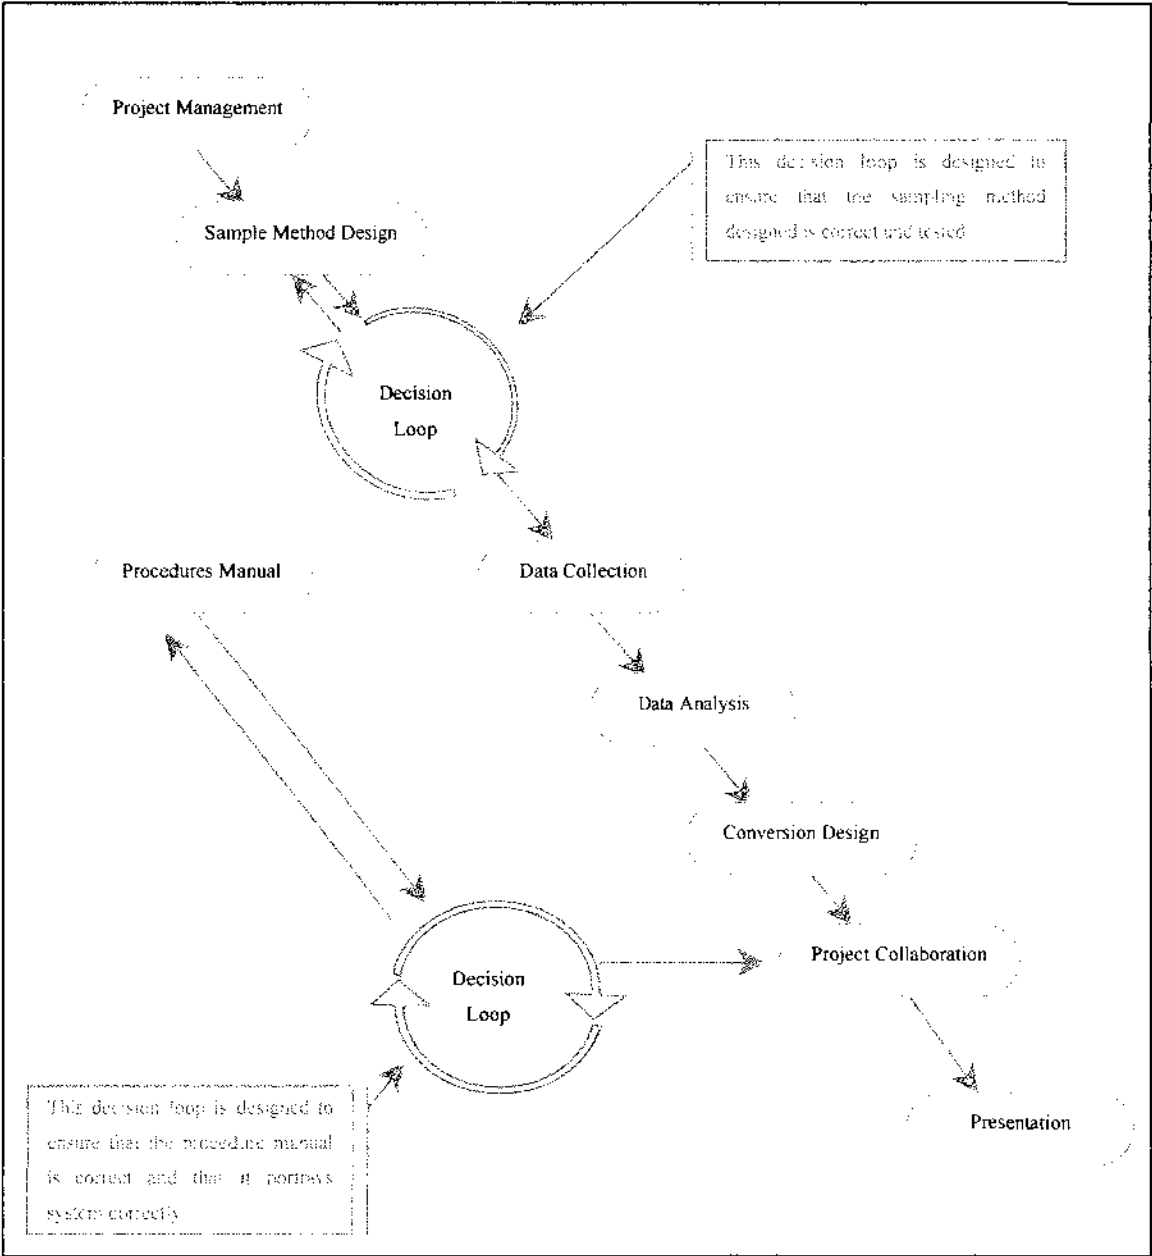 Project Management
This decision loop is designed to
ensure that the sampling method
designed is correct and tested
Sample Method Design
Decision
Loop
Procedures Manual
Data Collection
Data Analysis
Conversion Design
Project Collaboration
Decision
Loop
This decision loop is designed to
ensure that the procedure manual
is correct and that it portrays
system correctly
Presentation